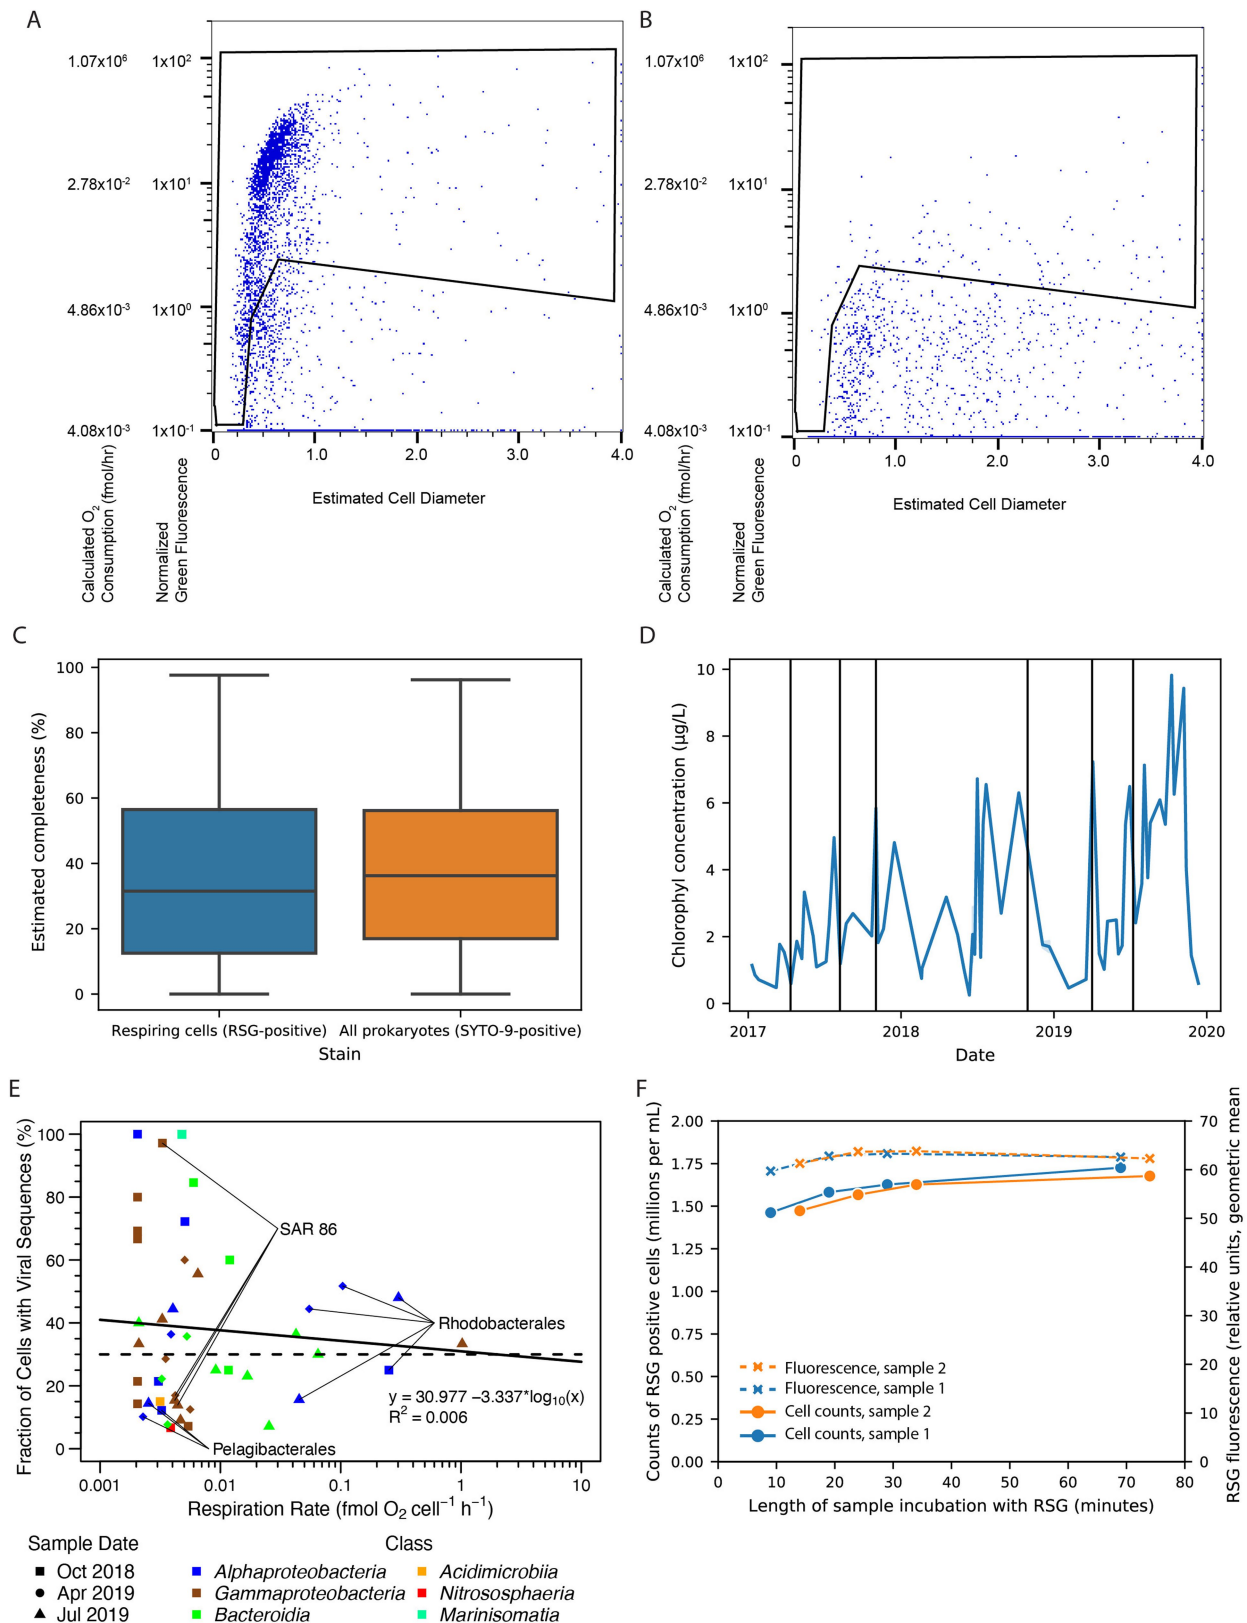 A
1.07x10⁶
2.78x10⁻²
4.86x10⁻³
4.08x10⁻³
1x10²
1x10¹
1x10⁰
1x10⁻¹
0
1.0
2.0
3.0
4.0
Estimated Cell Diameter
Calculated O₂
Consumption (fmol/hr)
Normalized
Green Fluorescence
B
1.07x10⁶
2.78x10⁻²
4.86x10⁻³
4.08x10⁻³
1x10²
1x10¹
1x10⁰
1x10⁻¹
0
1.0
2.0
3.0
4.0
Estimated Cell Diameter
Calculated O₂
Consumption (fmol/hr)
Normalized
Green Fluorescence
C
Estimated completeness (%)
100
80
60
40
20
0
Respiring cells (RSG-positive)
All prokaryotes (SYTO-9-positive)
Stain
D
Chlorophyl concentration (µg/L)
10
8
6
4
2
0
2017
2018
2019
2020
Date
E
Fraction of Cells with Viral Sequences (%)
100
80
60
40
20
0
SAR 86
Rhodobacterales
y = 30.977 −3.337*log₁₀(x)
R² = 0.006
Pelagibacterales
0.001
0.01
0.1
1
10
Respiration Rate (fmol O₂ cell⁻¹ h⁻¹)
Sample Date
Oct 2018
Apr 2019
Jul 2019
Class
Alphaproteobacteria
Gammaproteobacteria
Bacteroidia
Acidimicrobiia
Nitrososphaeria
Marinisomatia
F
Counts of RSG positive cells (millions per mL)
2.00
1.75
1.50
1.25
1.00
0.75
0.50
0.25
0.00
Fluorescence, sample 2
Fluorescence, sample 1
Cell counts, sample 2
Cell counts, sample 1
0
10
20
30
40
50
60
70
80
Length of sample incubation with RSG (minutes)
70
60
50
40
30
20
10
0
RSG fluorescence (relative units, geometric mean